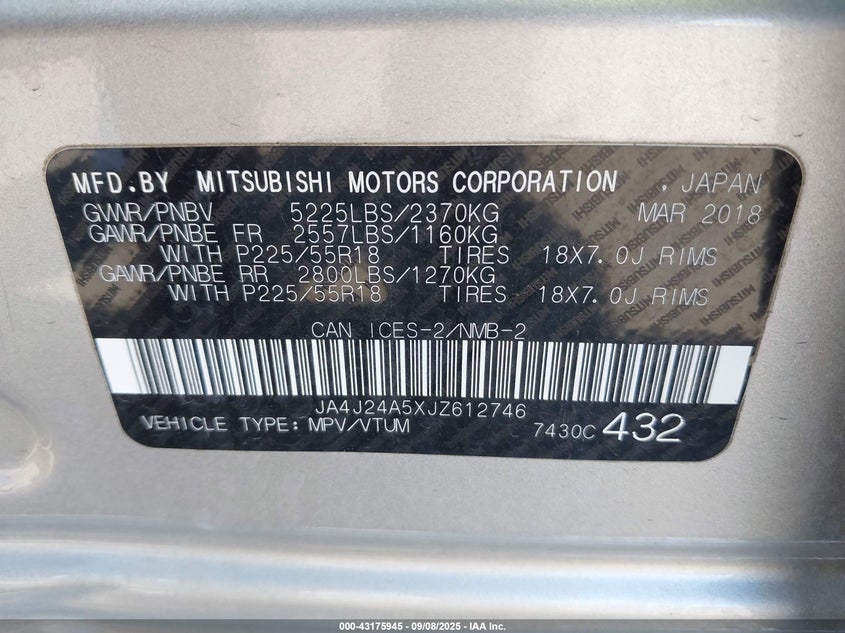 MFD.BY MITSUBISHI MOTORS CORPORATION , JAPAN
GVWR/PNBV 5225LBS/2370KG MAR 2018
GAWR/PNBE FR 2557LBS/1160KG
WITH P225/55R18 TIRES 18X7.0J RIMS
GAWR/PNBE RR 2800LBS/1270KG
WITH P225/55R18 TIRES 18X7.0J RIMS
CAN ICES-2/NMB-2
JA4J24A5XJZ612746
VEHICLE TYPE: MPV/VTUM 7430C 432
000-43175945 - 09/08/2025 - IAA Inc.